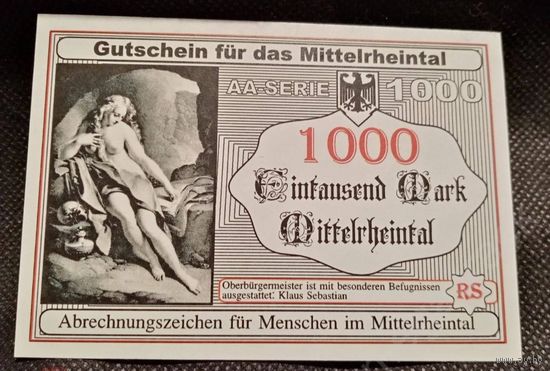 Gutschein für das Mittelrheintal
AA-SERIE 1000
1000
Eintausend Mark
Mittelrheintal
Oberbürgermeister ist mit besonderen Befugnissen
ausgestattet: Klaus Sebastian
RS
Abrechnungszeichen für Menschen im Mittelrheintal